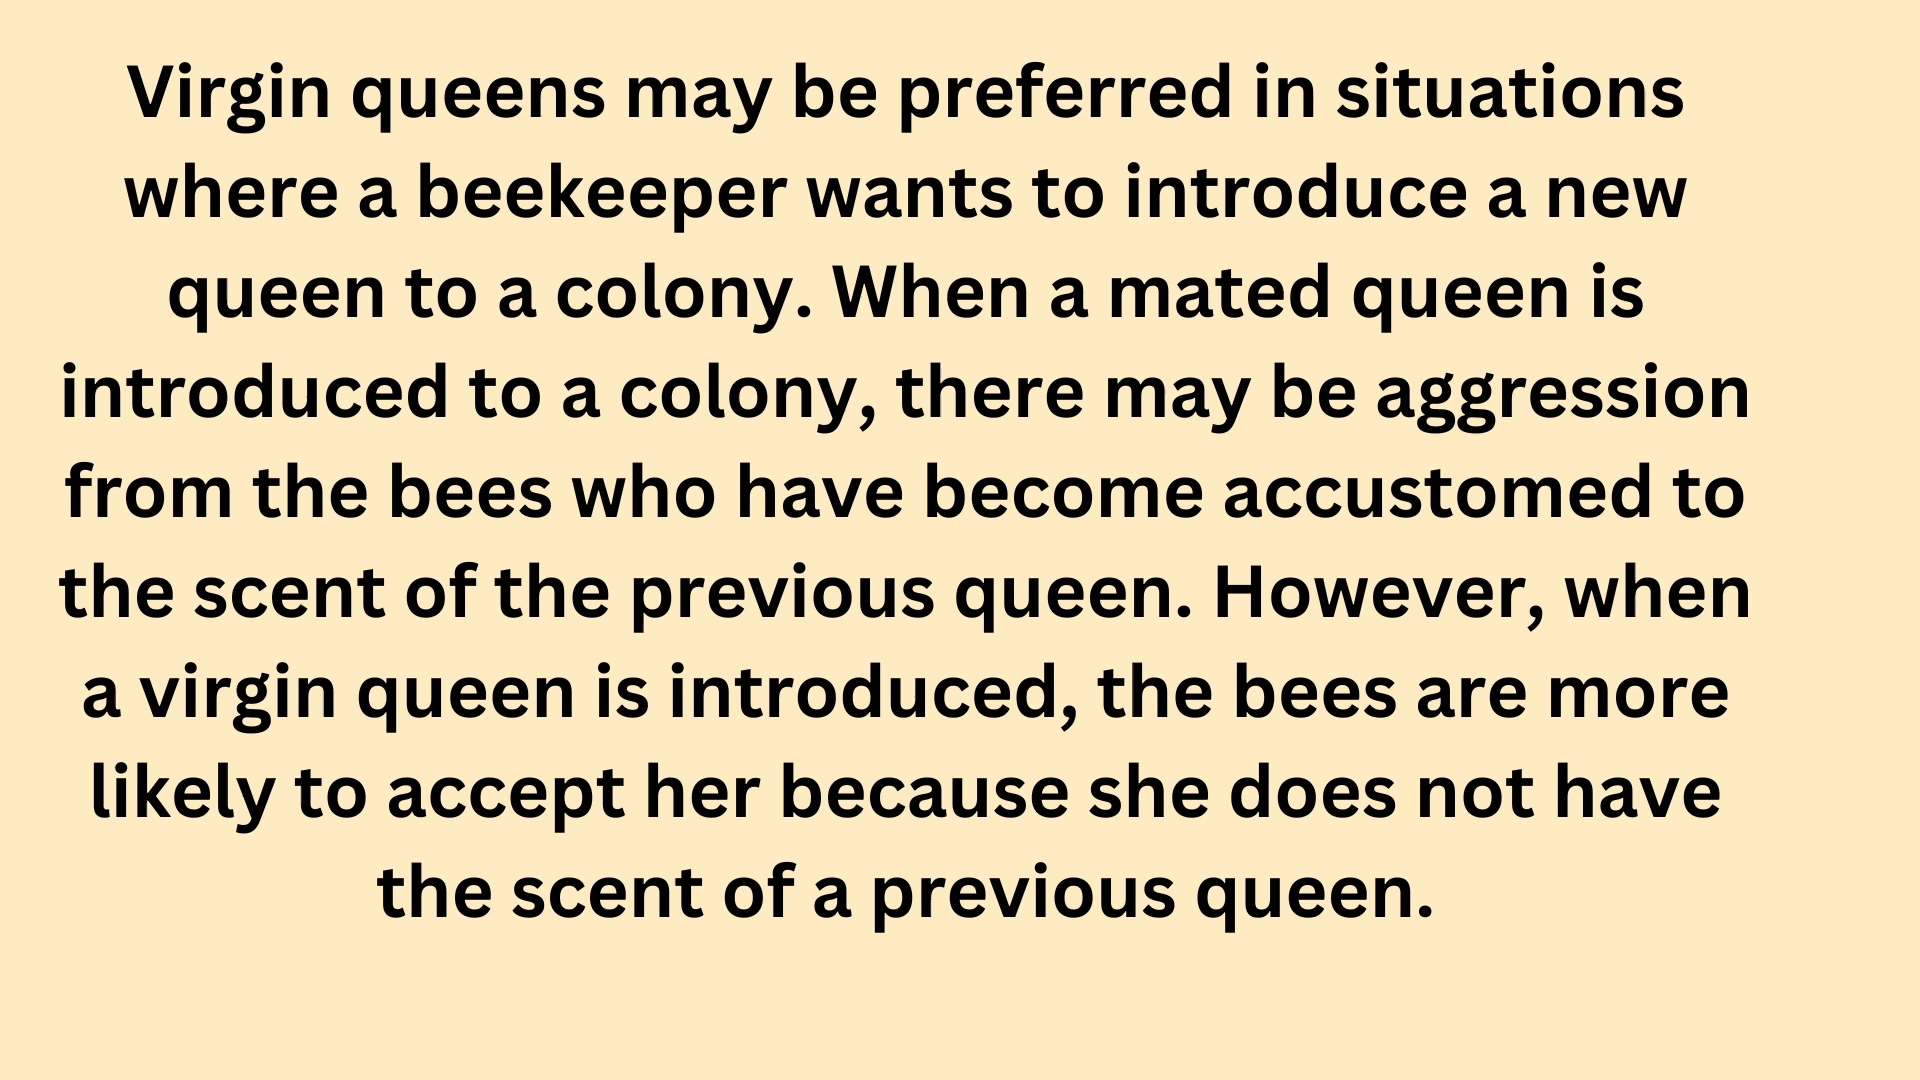 Virgin queens may be preferred in situations
where a beekeeper wants to introduce a new
queen to a colony. When a mated queen is
introduced to a colony, there may be aggression
from the bees who have become accustomed to
the scent of the previous queen. However, when
a virgin queen is introduced, the bees are more
likely to accept her because she does not have
the scent of a previous queen.